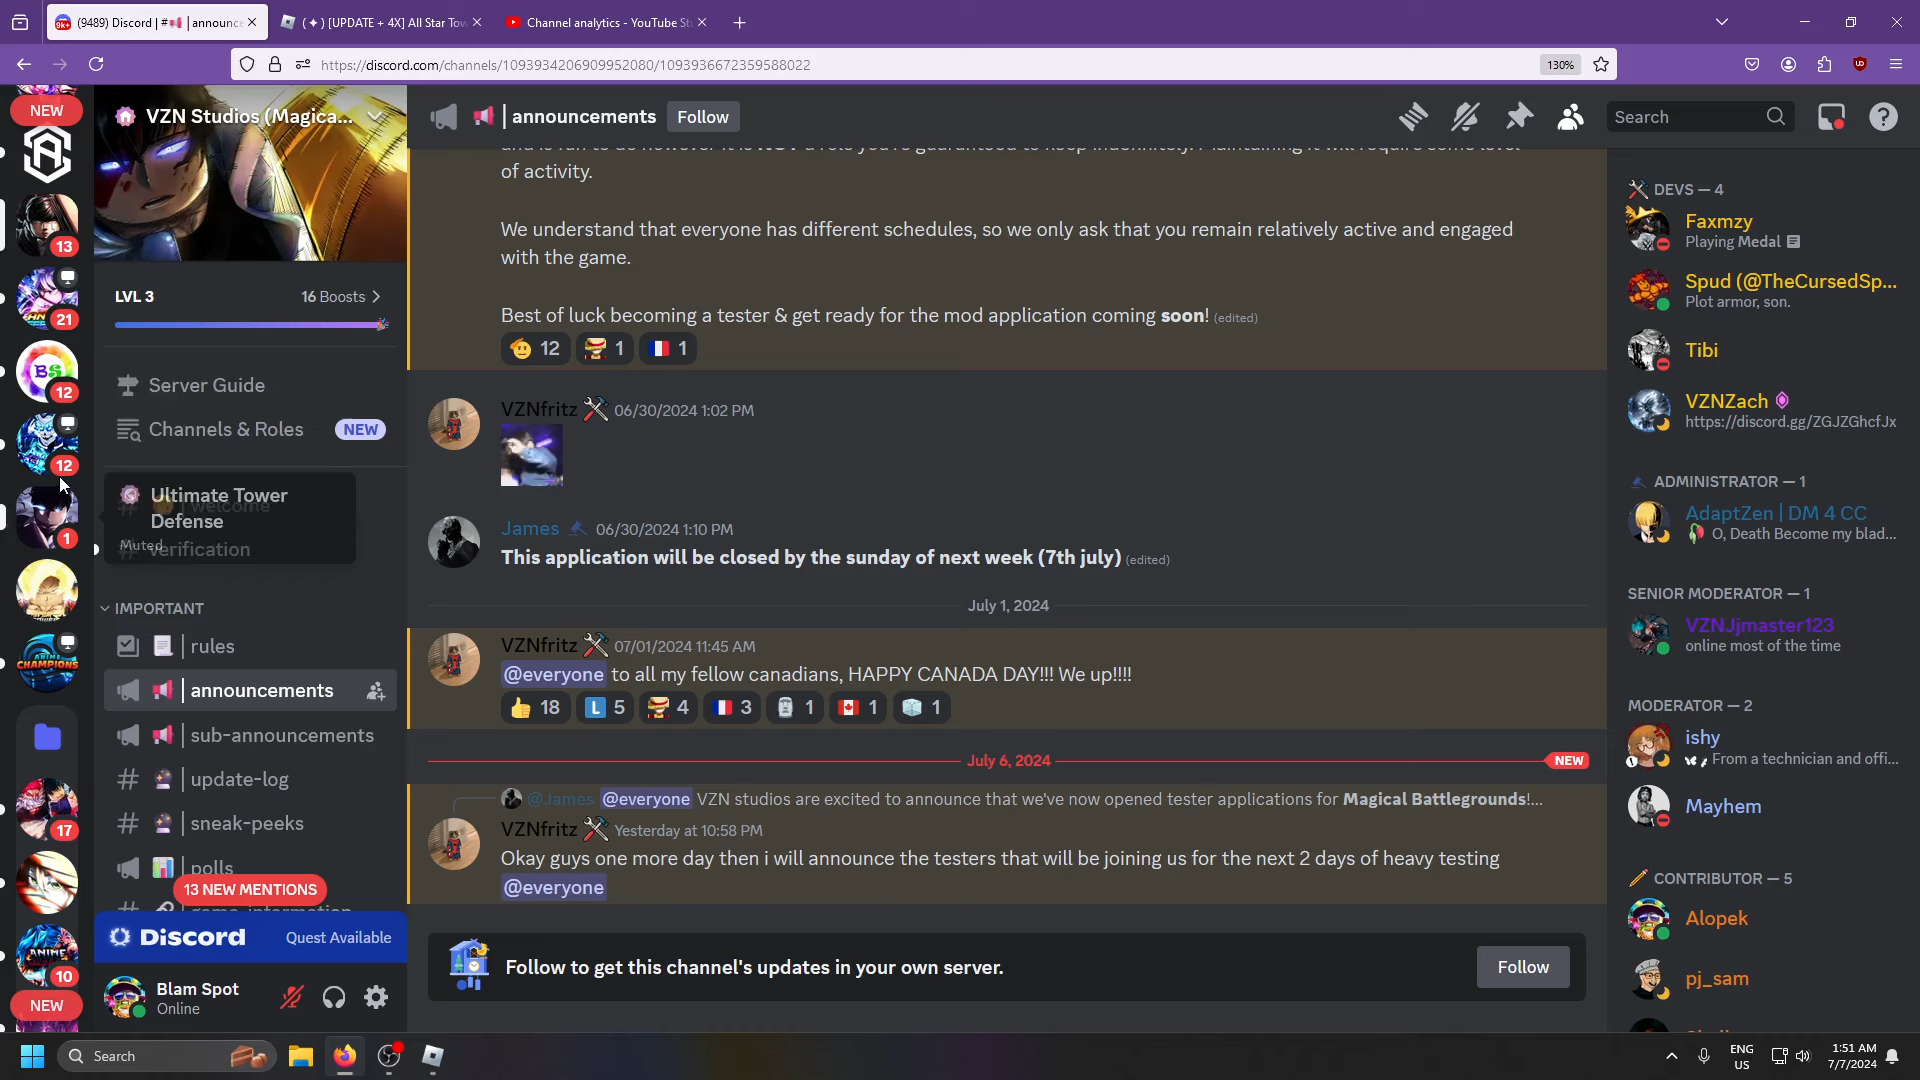 (9489) Discord | #📢 | announce
(✦) [UPDATE + 4X] All Star Tow
Channel analytics - YouTube St
https://discord.com/channels/1093934206909952080/1093936672359588022
130%
NEW
13
21
BS
12
12
1
ANIME
CHAMPIONS
17
ANIME
10
NEW
VZN Studios (Magica...
LVL 3
16 Boosts
Server Guide
Channels & Roles
NEW
Ultimate Tower
Defense
Muted
welcome
verification
IMPORTANT
rules
announcements
sub-announcements
update-log
sneak-peeks
polls
13 NEW MENTIONS
game-information
Discord
Quest Available
Blam Spot
Online
announcements
Follow
Search
of activity.
We understand that everyone has different schedules, so we only ask that you remain relatively active and engaged
with the game.
Best of luck becoming a tester & get ready for the mod application coming soon! (edited)
12
1
1
VZNfritz 06/30/2024 1:02 PM
James 06/30/2024 1:10 PM
This application will be closed by the sunday of next week (7th july) (edited)
July 1, 2024
VZNfritz 07/01/2024 11:45 AM
@everyone to all my fellow canadians, HAPPY CANADA DAY!!! We up!!!!
18
L 5
4
3
1
1
1
July 6, 2024
NEW
@James @everyone VZN studios are excited to announce that we've now opened tester applications for Magical Battlegrounds!...
VZNfritz Yesterday at 10:58 PM
Okay guys one more day then i will announce the testers that will be joining us for the next 2 days of heavy testing
@everyone
Follow to get this channel's updates in your own server.
Follow
DEVS — 4
Faxmzy
Playing Medal
Spud (@TheCursedSp...
Plot armor, son.
Tibi
VZNZach
https://discord.gg/ZGJZGhcfJx
ADMINISTRATOR — 1
AdaptZen | DM 4 CC
O, Death Become my blad...
SENIOR MODERATOR — 1
VZNJjmaster123
online most of the time
MODERATOR — 2
ishy
From a technician and offi...
Mayhem
CONTRIBUTOR — 5
Alopek
pj_sam
Search
ENG
US
1:51 AM
7/7/2024